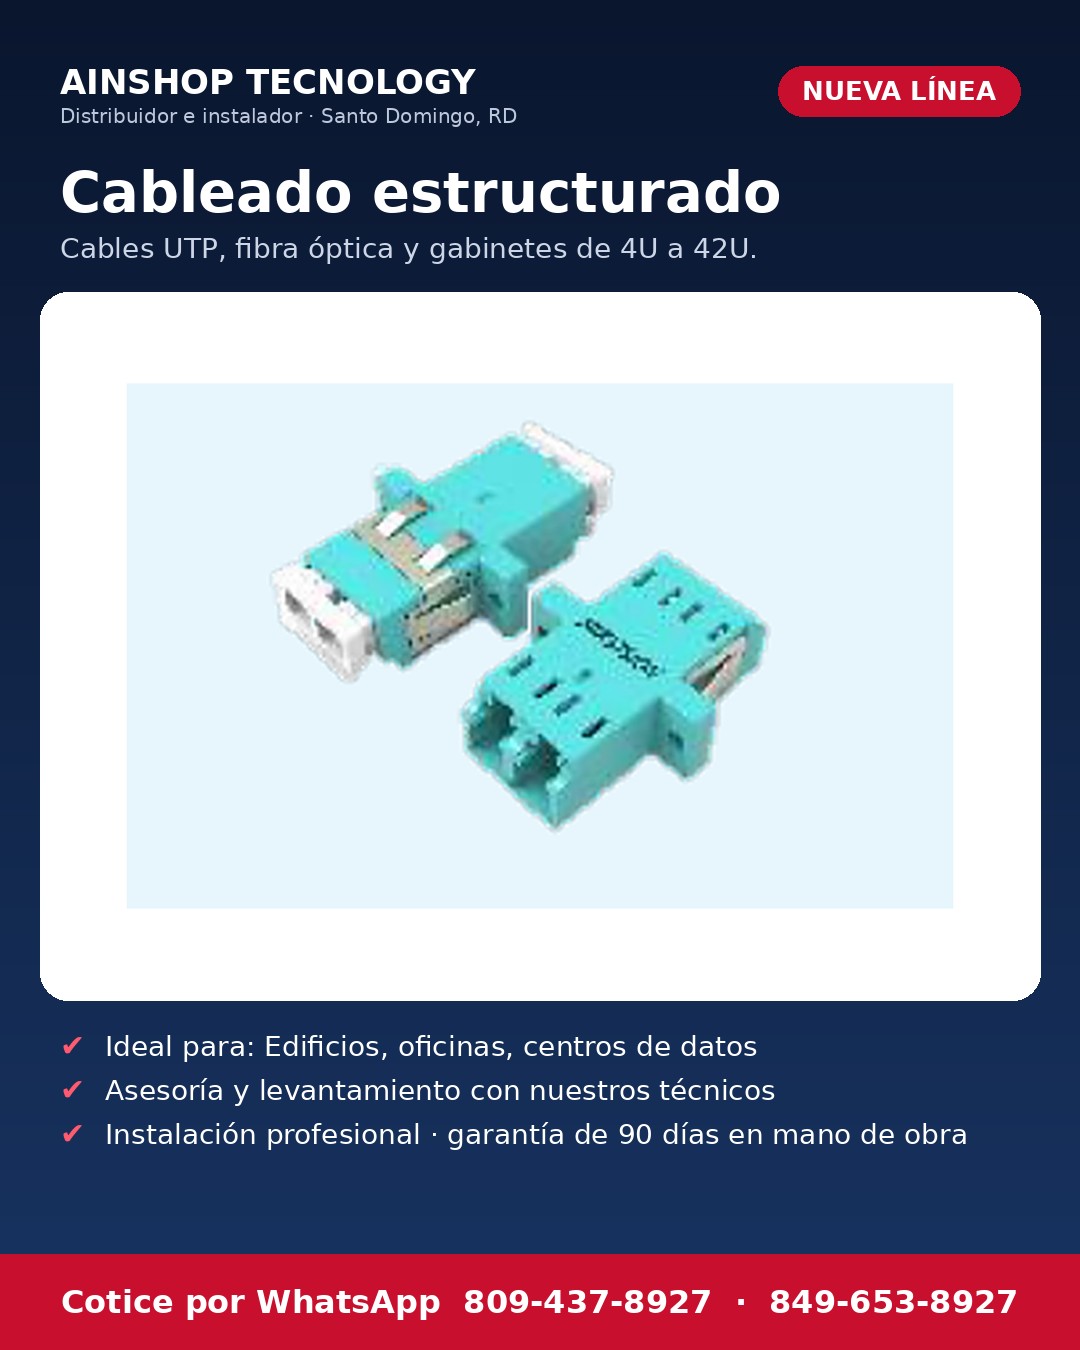 AINSHOP TECNOLOGY
Distribuidor e instalador · Santo Domingo, RD
NUEVA LÍNEA
Cableado estructurado
Cables UTP, fibra óptica y gabinetes de 4U a 42U.
✔ Ideal para: Edificios, oficinas, centros de datos
✔ Asesoría y levantamiento con nuestros técnicos
✔ Instalación profesional · garantía de 90 días en mano de obra
Cotice por WhatsApp 809-437-8927 · 849-653-8927